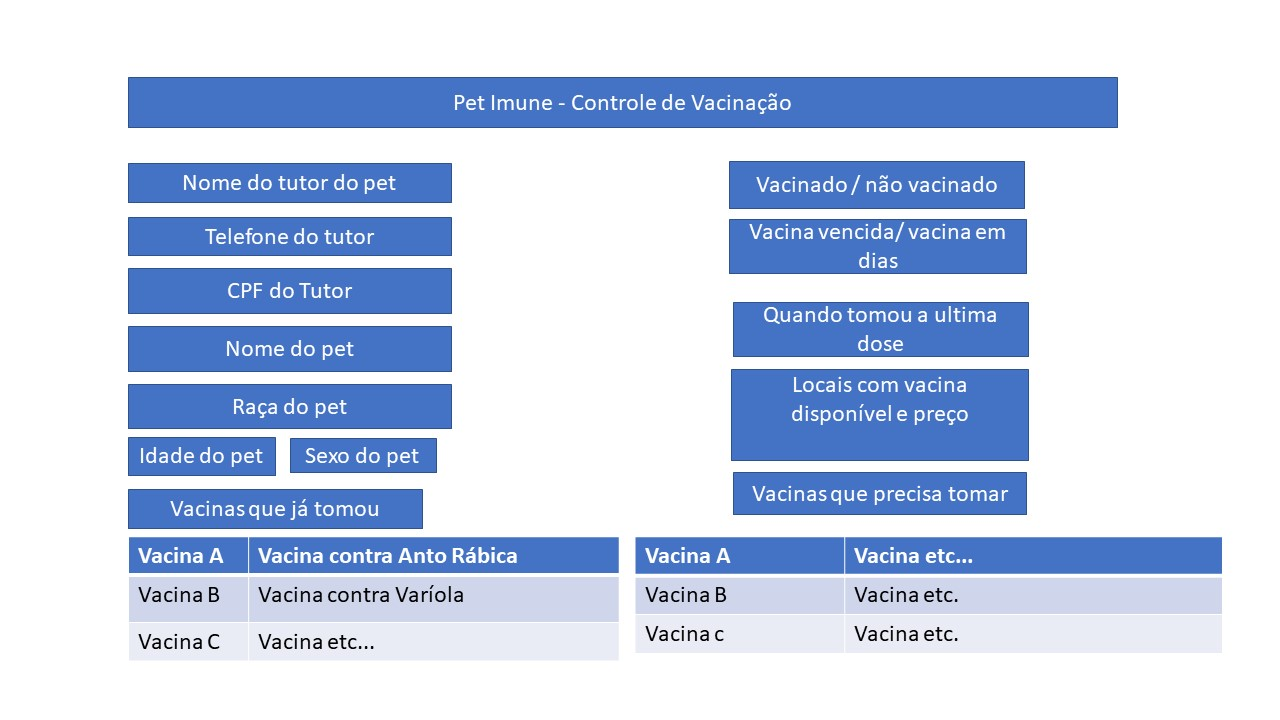 Pet Imune - Controle de Vacinação
Nome do tutor do pet
Telefone do tutor
CPF do Tutor
Nome do pet
Raça do pet
Idade do pet
Sexo do pet
Vacinas que já tomou
Vacina A Vacina contra Anto Rábica
Vacina B Vacina contra Varíola
Vacina C Vacina etc...
Vacinado / não vacinado
Vacina vencida/ vacina em
dias
Quando tomou a ultima
dose
Locais com vacina
disponível e preço
Vacinas que precisa tomar
Vacina A Vacina etc...
Vacina B Vacina etc.
Vacina c Vacina etc.